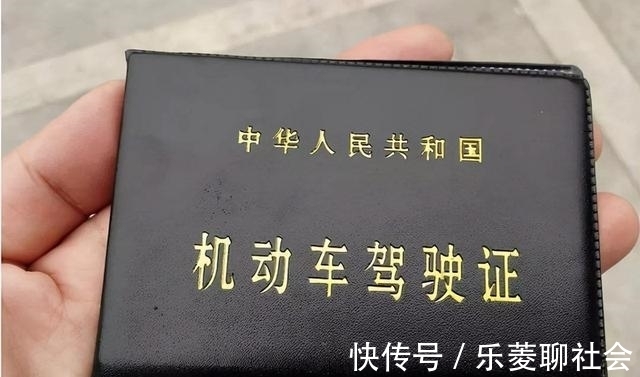 中华人民共和国
机动车驾驶证
快传号 / 乐菱聊社会